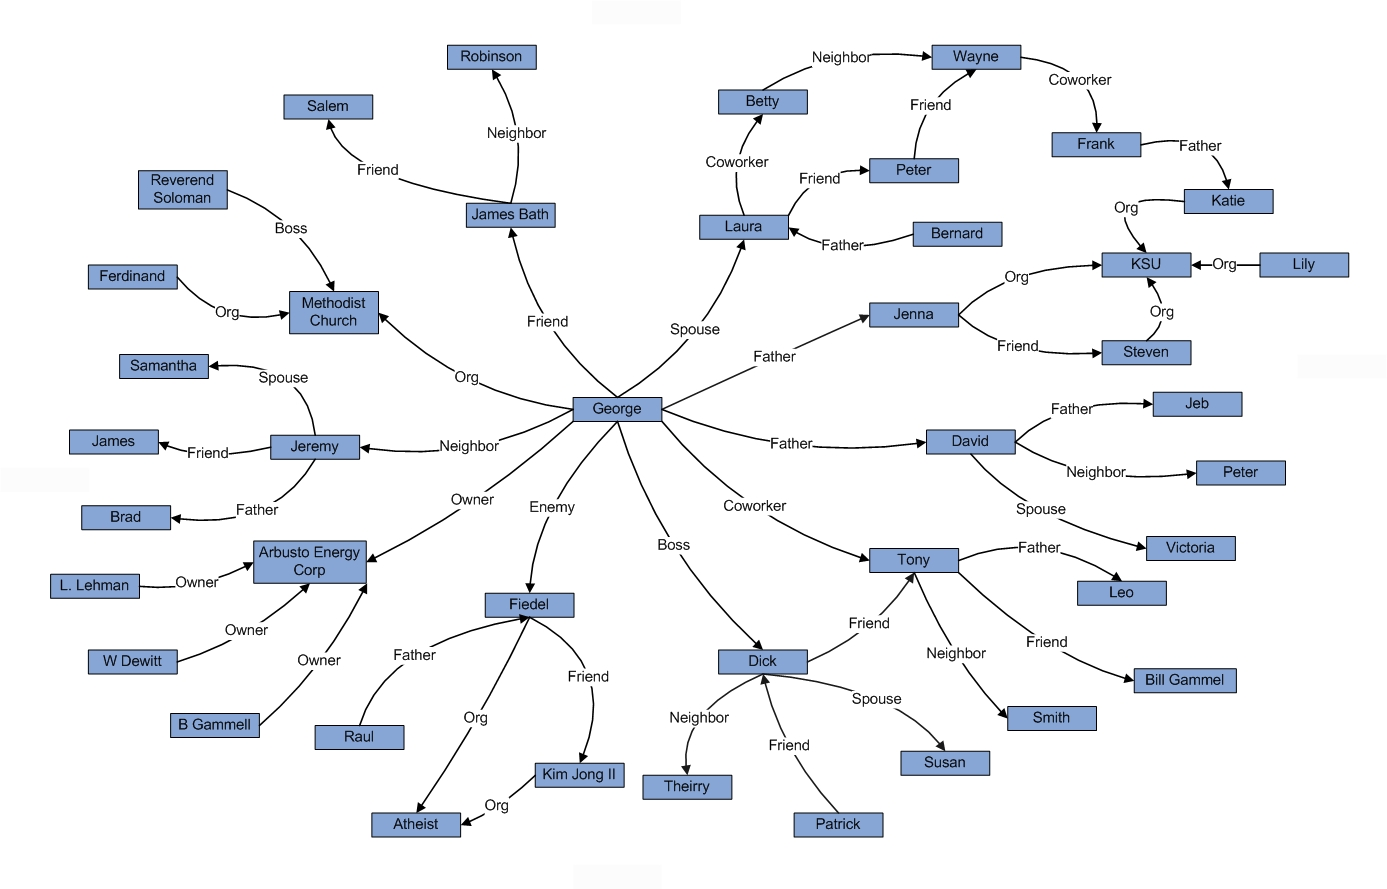 Robinson
Neighbor
Wayne
Coworker
Salem
Betty
Neighbor
Friend
Friend
Frank
Father
Reverend
Soloman
Coworker
Friend
Peter
Katie
Org
James Bath
Laura
Boss
Father
Bernard
Ferdinand
KSU
Org
Lily
Org
Methodist
Church
Org
Friend
Spouse
Jenna
Org
Friend
Steven
Samantha
Spouse
Org
Father
George
Father
Jeb
James
Friend
Jeremy
Neighbor
Father
David
Neighbor
Peter
Brad
Father
Owner
Enemy
Coworker
Spouse
Victoria
Arbusto Energy
Corp
Boss
Tony
Father
Leo
L. Lehman
Owner
Fiedel
W Dewitt
Owner
Friend
Neighbor
Friend
Bill Gammel
Owner
Father
Friend
Dick
B Gammell
Raul
Org
Neighbor
Spouse
Smith
Friend
Susan
Kim Jong II
Theirry
Org
Atheist
Patrick